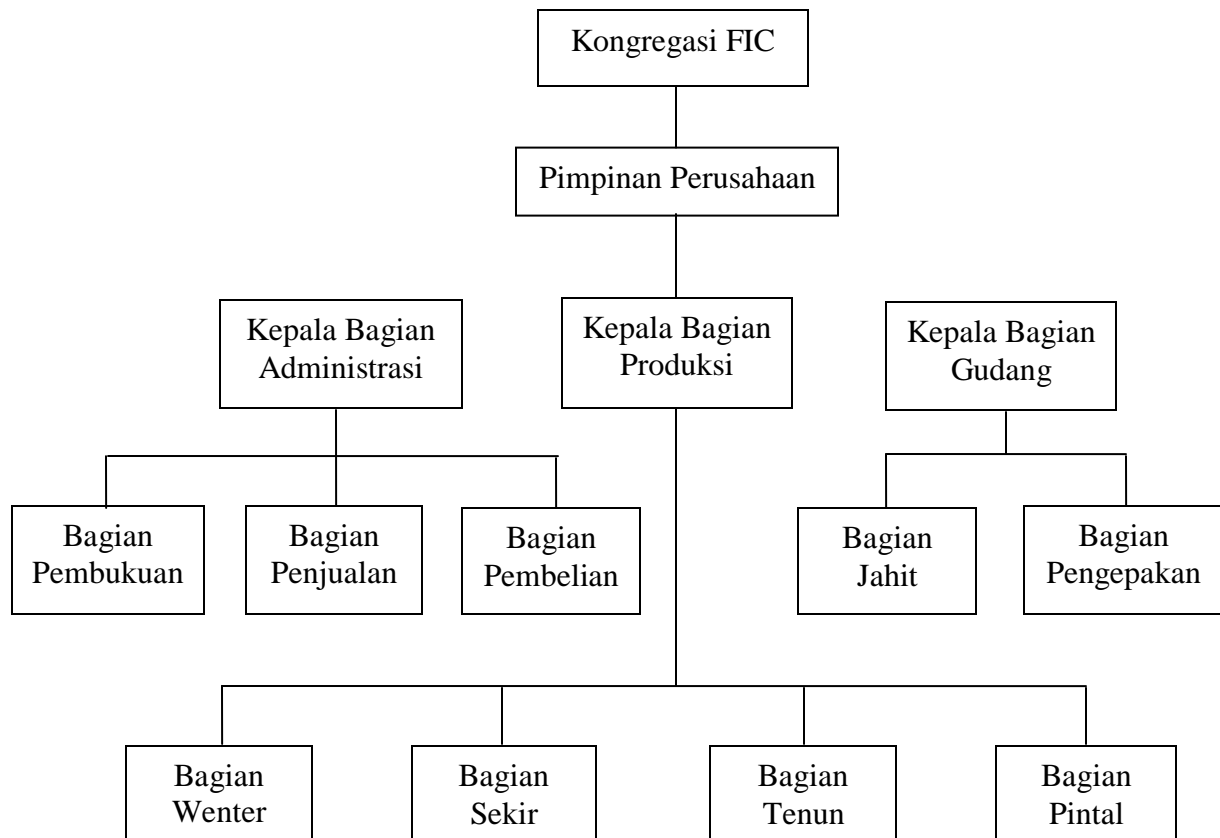 Kongregasi FIC
Pimpinan Perusahaan
Kepala Bagian
Administrasi
Kepala Bagian
Produksi
Kepala Bagian
Gudang
Bagian
Pembukuan
Bagian
Penjualan
Bagian
Pembelian
Bagian
Jahit
Bagian
Pengepakan
Bagian
Wenter
Bagian
Sekir
Bagian
Tenun
Bagian
Pintal